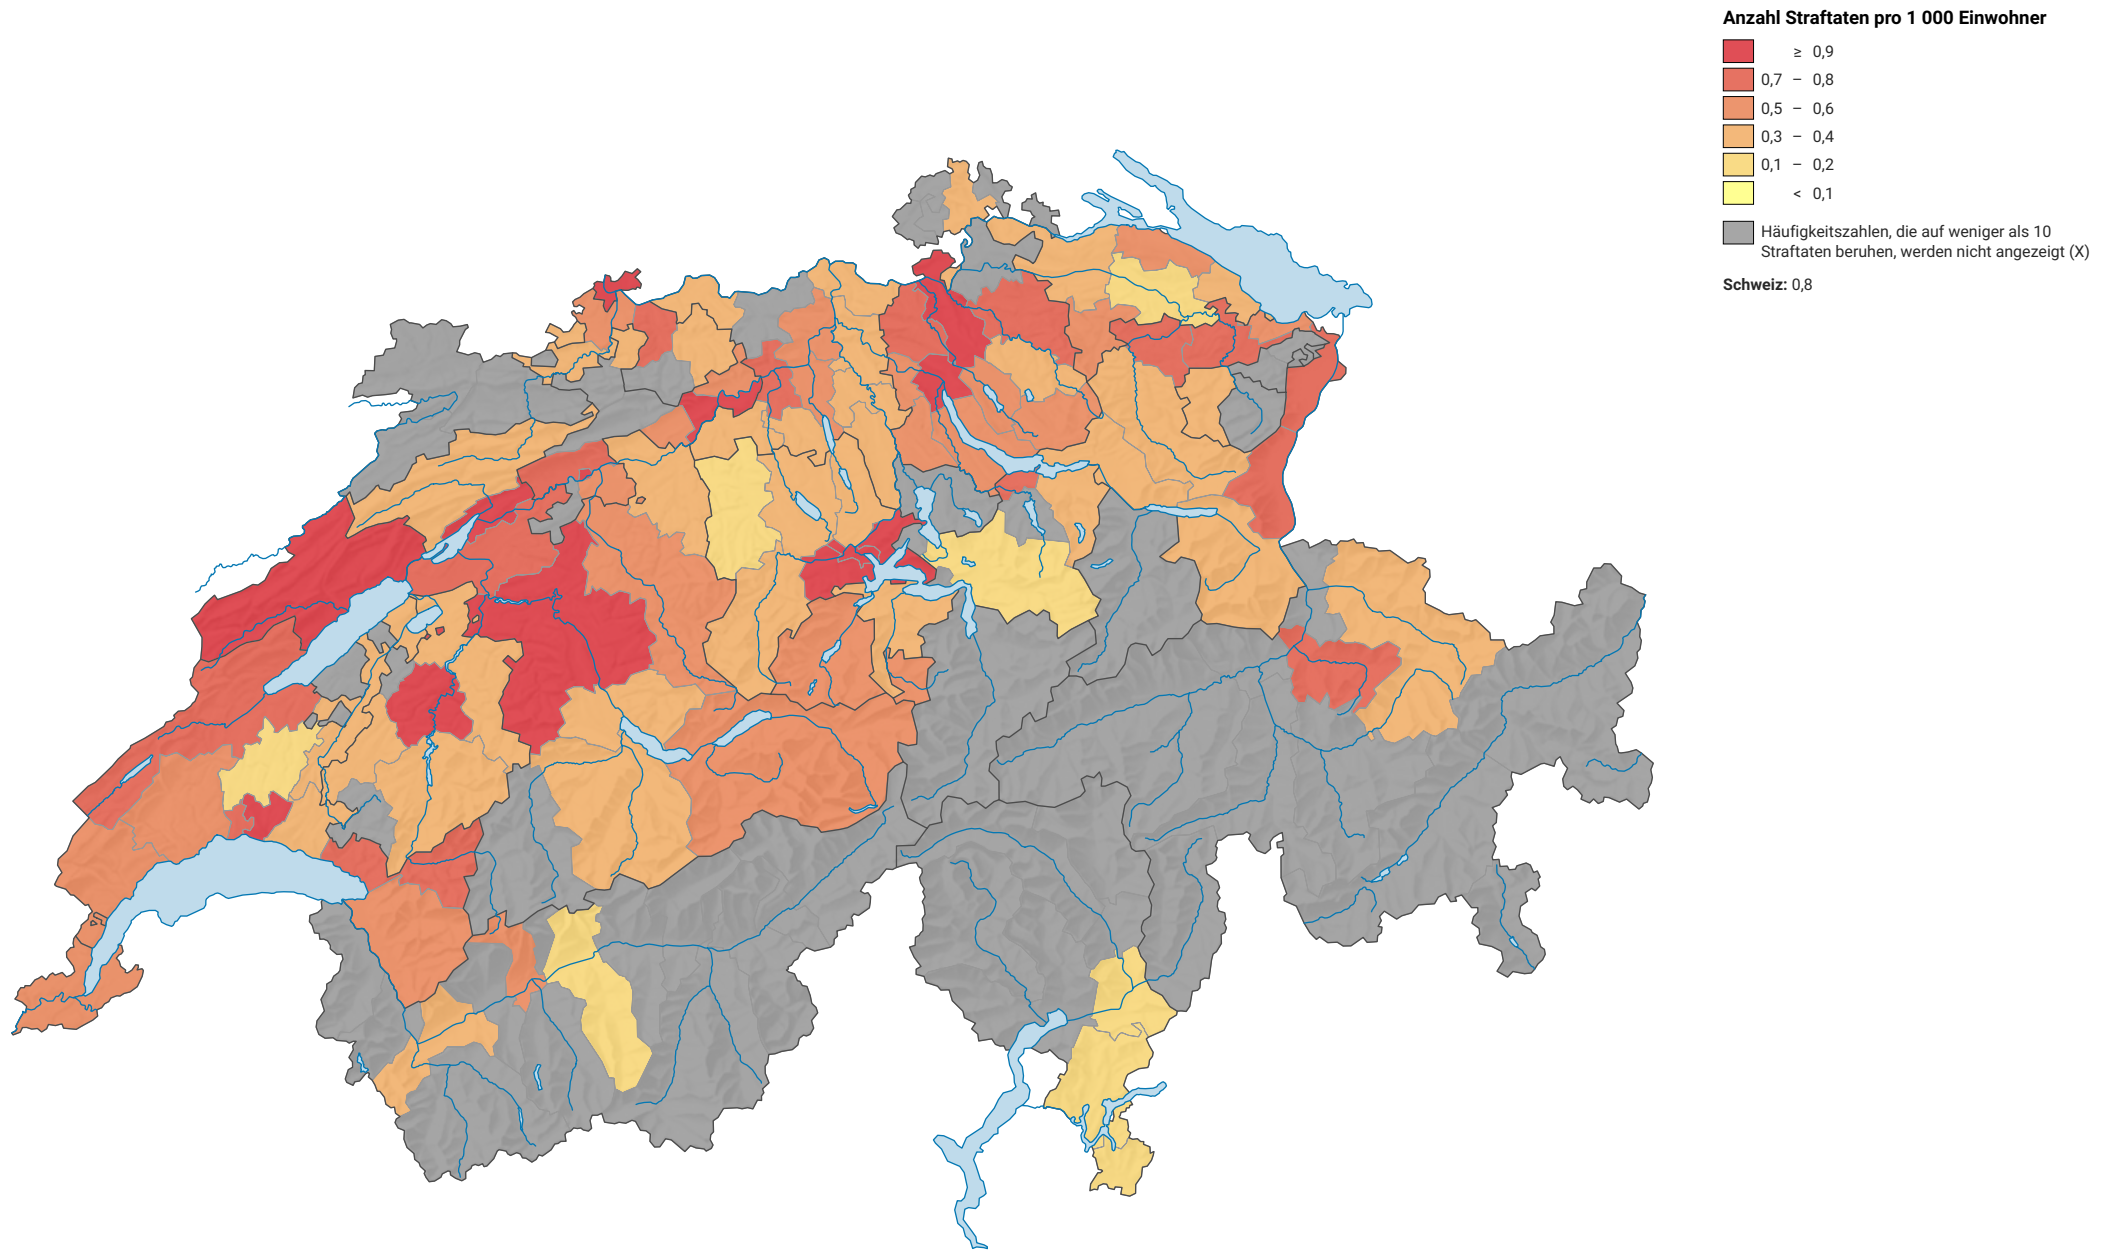 Anzahl Straftaten pro 1 000 Einwohner
≥ 0,9
0,7 – 0,8
0,5 – 0,6
0,3 – 0,4
0,1 – 0,2
< 0,1
Häufigkeitszahlen, die auf weniger als 10
Straftaten beruhen, werden nicht angezeigt (X)
Schweiz: 0,8